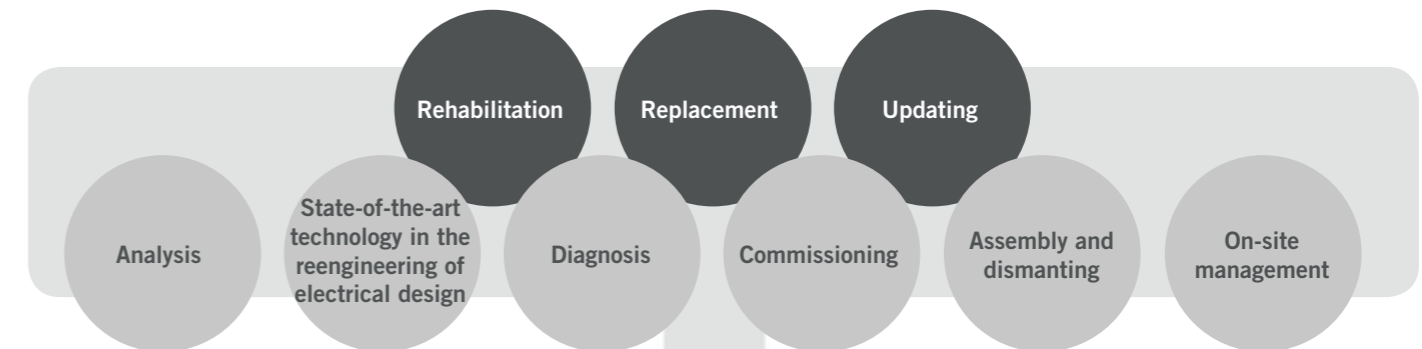 Rehabilitation
Replacement
Updating
Analysis
State-of-the-art
technology in the
reengineering of
electrical design
Diagnosis
Commissioning
Assembly and
dismanting
On-site
management